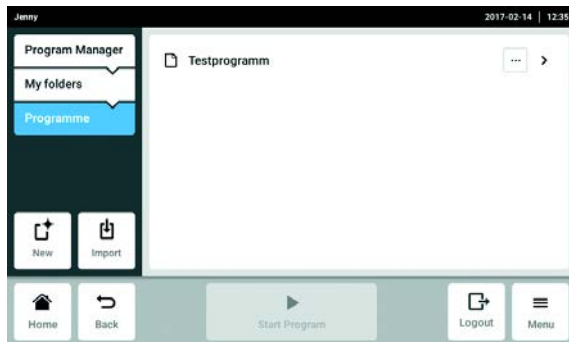 Jenny 2017-02-14 | 12:35
Program Manager
My folders
Programme
Testprogramm ...
New Import
Home Back Start Program Logout Menu